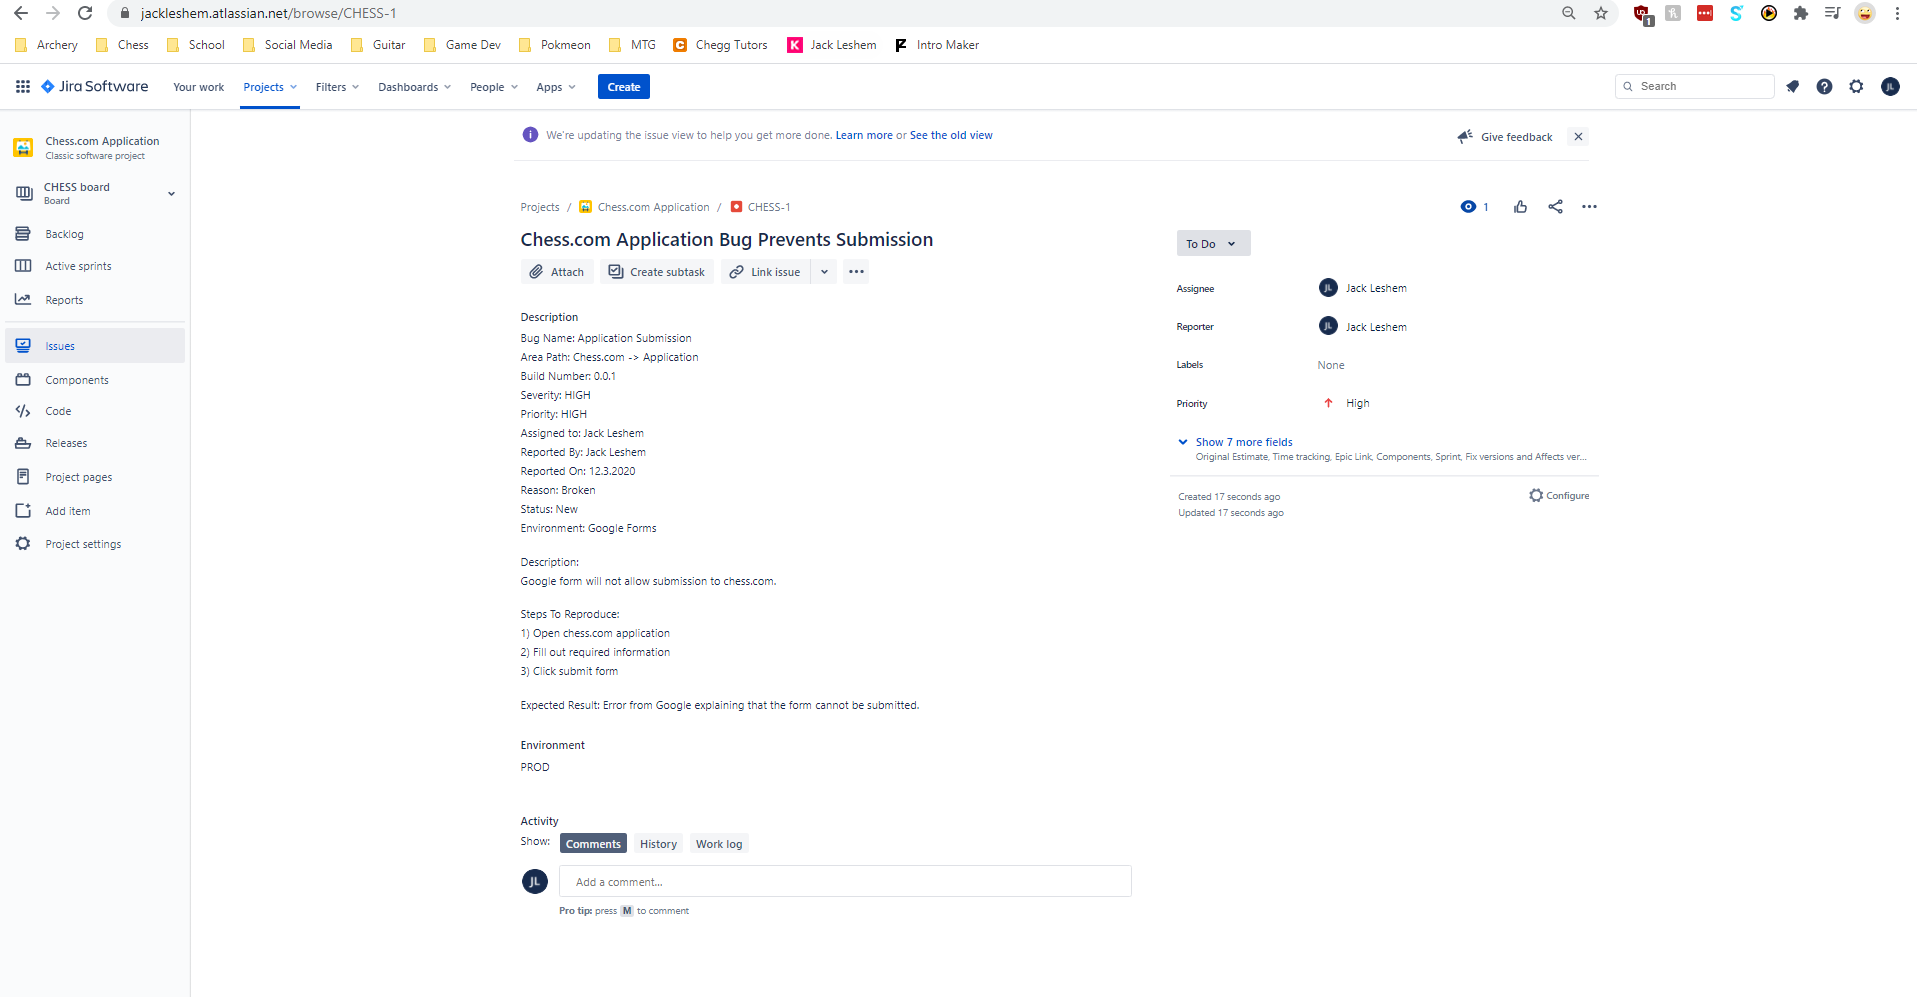 jackleshem.atlassian.net/browse/CHESS-1
1
Archery Chess School Social Media Guitar Game Dev Pokmeon MTG Chegg Tutors K Jack Leshem Intro Maker
Jira Software Your work Projects Filters Dashboards People Apps Create Search JL
Chess.com Application
Classic software project
CHESS board
Board
Backlog
Active sprints
Reports
Issues
Components
Code
Releases
Project pages
Add item
Project settings
We're updating the issue view to help you get more done. Learn more or See the old view
Give feedback
Projects / Chess.com Application / CHESS-1
1
Chess.com Application Bug Prevents Submission
Attach Create subtask Link issue
Description
Bug Name: Application Submission
Area Path: Chess.com -> Application
Build Number: 0.0.1
Severity: HIGH
Priority: HIGH
Assigned to: Jack Leshem
Reported By: Jack Leshem
Reported On: 12.3.2020
Reason: Broken
Status: New
Environment: Google Forms
Description:
Google form will not allow submission to chess.com.
Steps To Reproduce:
1) Open chess.com application
2) Fill out required information
3) Click submit form
Expected Result: Error from Google explaining that the form cannot be submitted.
Environment
PROD
Activity
Show: Comments History Work log
JL Add a comment...
Pro tip: press M to comment
To Do
Assignee JL Jack Leshem
Reporter JL Jack Leshem
Labels None
Priority High
Show 7 more fields
Original Estimate, Time tracking, Epic Link, Components, Sprint, Fix versions and Affects ver...
Created 17 seconds ago
Updated 17 seconds ago
Configure